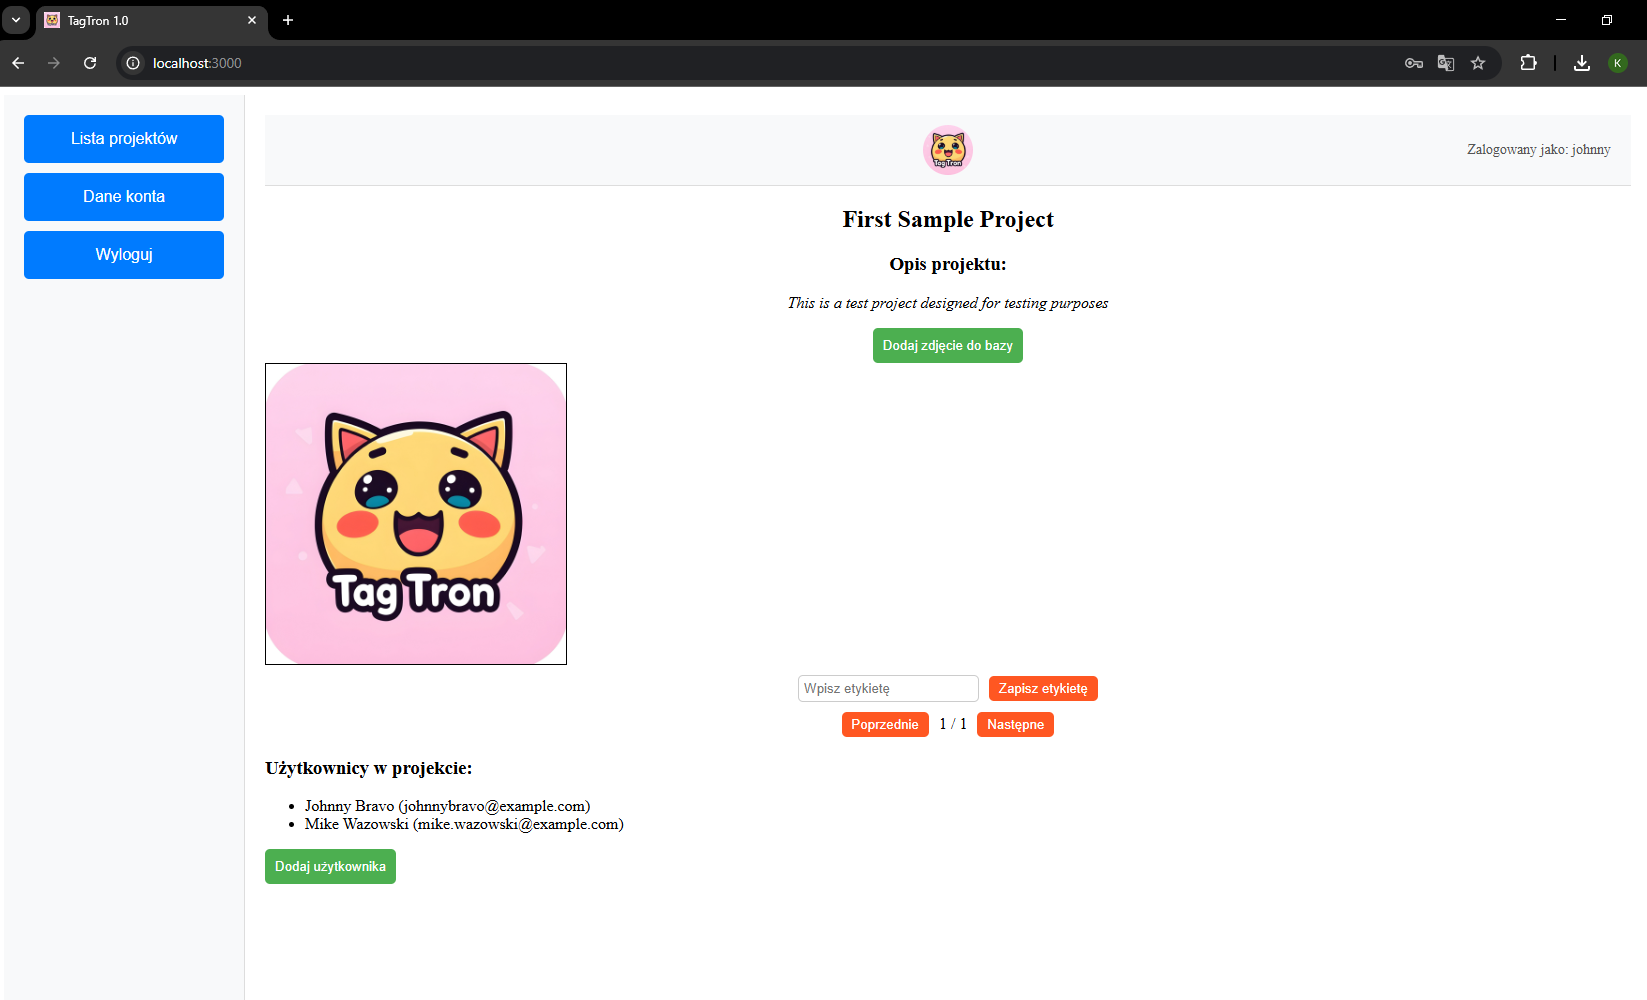 TagTron 1.0
localhost:3000
K
Lista projektów
Dane konta
Wyloguj
Tag Tron
Zalogowany jako: johnny
First Sample Project
Opis projektu:
This is a test project designed for testing purposes
Dodaj zdjęcie do bazy
Tag Tron
Wpisz etykietę Zapisz etykietę
Poprzednie 1 / 1 Następne
Użytkownicy w projekcie:
Johnny Bravo (johnnybravo@example.com)
Mike Wazowski (mike.wazowski@example.com)
Dodaj użytkownika